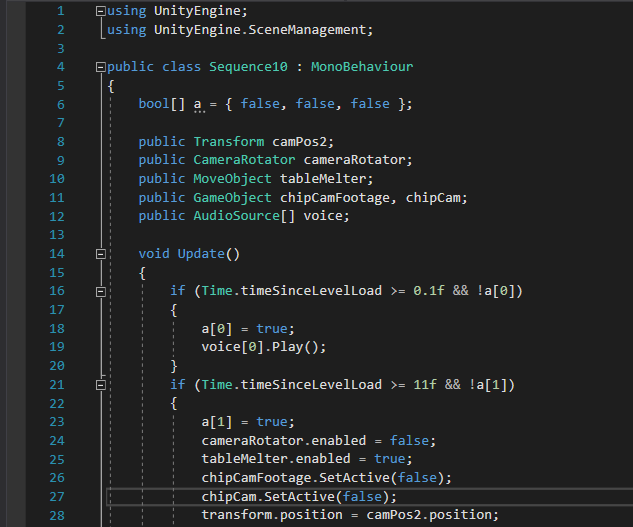 1 using UnityEngine;
2 using UnityEngine.SceneManagement;
3
4 public class Sequence10 : MonoBehaviour
5 {
6 bool[] a = { false, false, false };
7
8 public Transform camPos2;
9 public CameraRotator cameraRotator;
10 public MoveObject tableMelter;
11 public GameObject chipCamFootage, chipCam;
12 public AudioSource[] voice;
13
14 void Update()
15 {
16 if (Time.timeSinceLevelLoad >= 0.1f && !a[0])
17 {
18 a[0] = true;
19 voice[0].Play();
20 }
21 if (Time.timeSinceLevelLoad >= 11f && !a[1])
22 {
23 a[1] = true;
24 cameraRotator.enabled = false;
25 tableMelter.enabled = true;
26 chipCamFootage.SetActive(false);
27 chipCam.SetActive(false);
28 transform.position = camPos2.position;